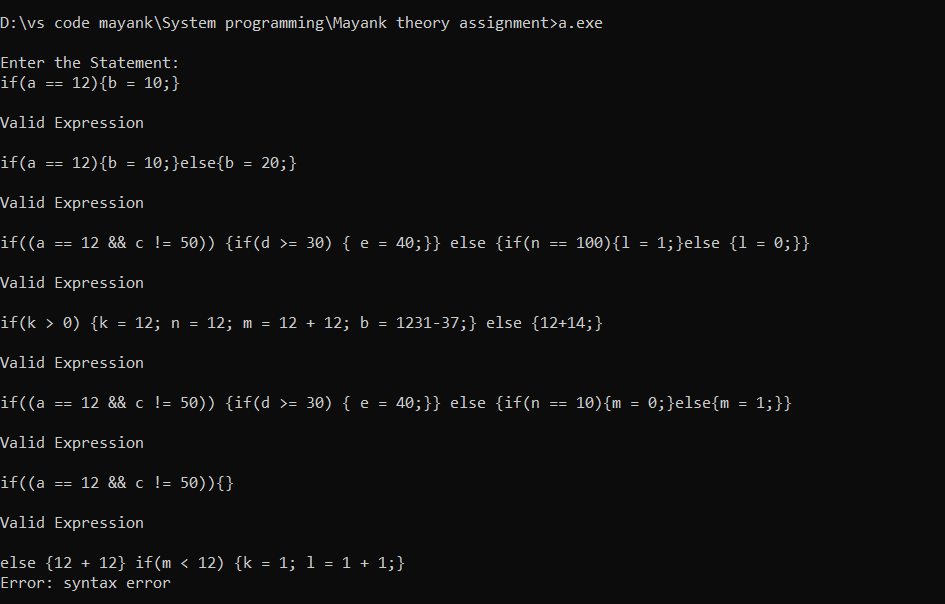 D:\vs code mayank\System programming\Mayank theory assignment>a.exe
Enter the Statement:
if(a == 12){b = 10;}
Valid Expression
if(a == 12){b = 10;}else{b = 20;}
Valid Expression
if((a == 12 && c != 50)) {if(d >= 30) { e = 40;}} else {if(n == 100){l = 1;}else {l = 0;}}
Valid Expression
if(k > 0) {k = 12; n = 12; m = 12 + 12; b = 1231-37;} else {12+14;}
Valid Expression
if((a == 12 && c != 50)) {if(d >= 30) { e = 40;}} else {if(n == 10){m = 0;}else{m = 1;}}
Valid Expression
if((a == 12 && c != 50)){}
Valid Expression
else {12 + 12} if(m < 12) {k = 1; l = 1 + 1;}
Error: syntax error